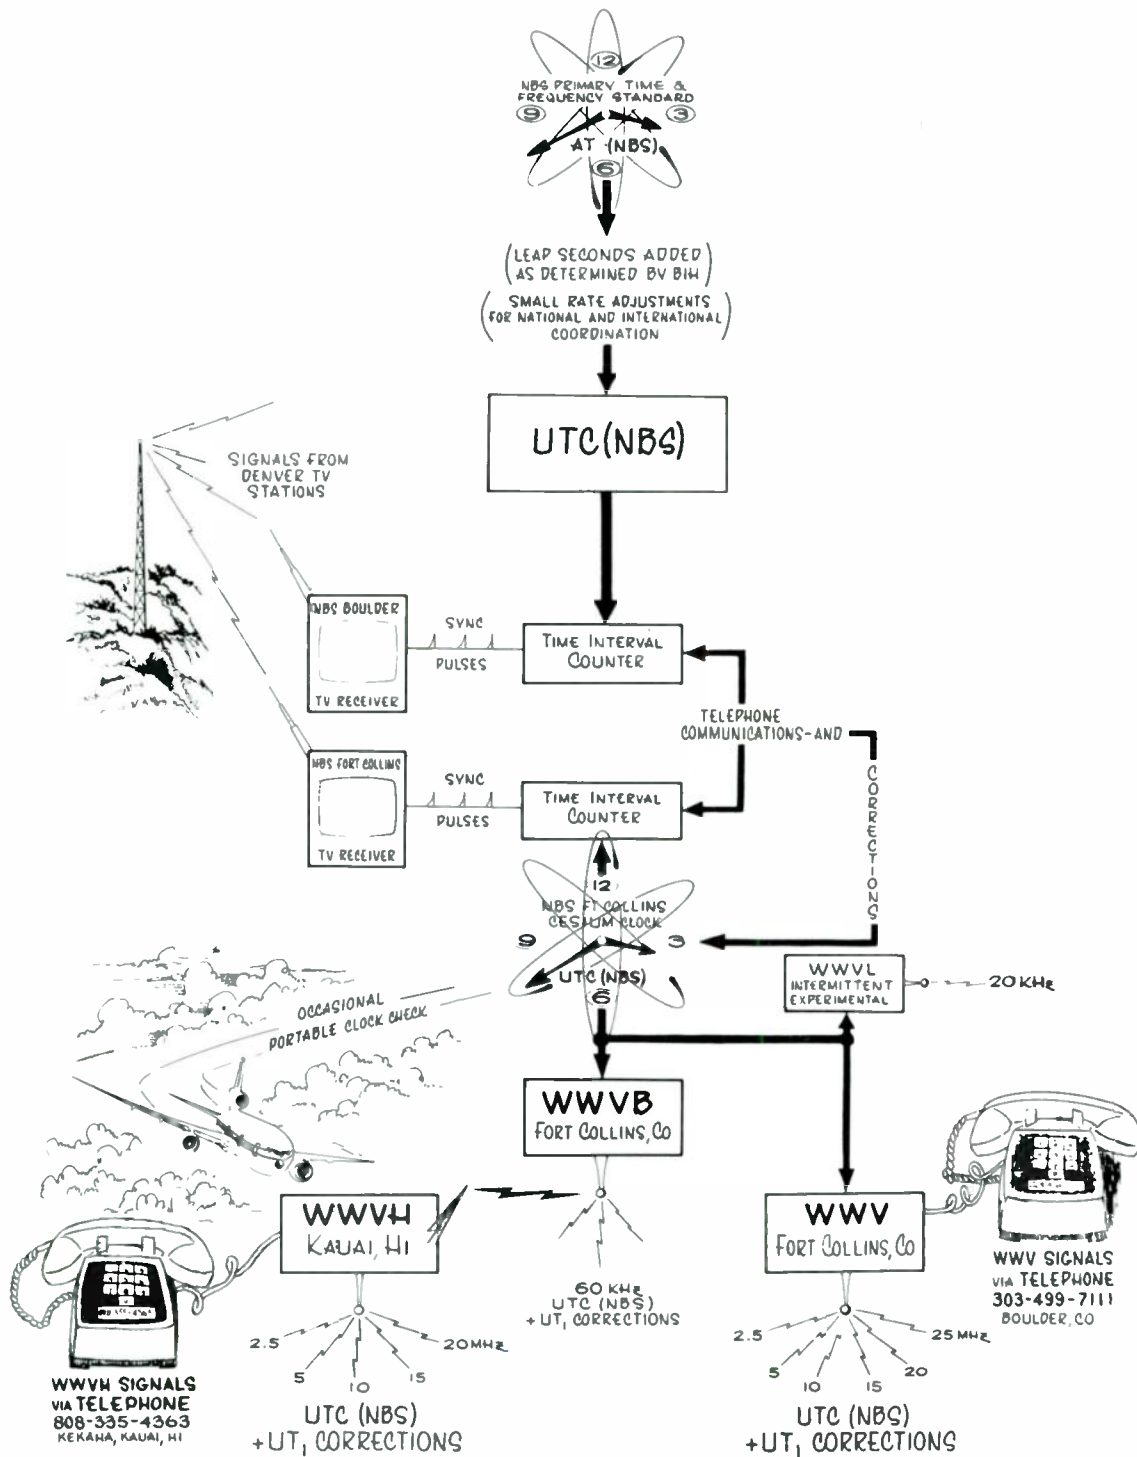 12
NBS PRIMARY TIME &
FREQUENCY STANDARD
9
3
AT (NBS)
6
(LEAP SECONDS ADDED
AS DETERMINED BY BIH)
(SMALL RATE ADJUSTMENTS
FOR NATIONAL AND INTERNATIONAL
COORDINATION)
UTC (NBS)
SIGNALS FROM
DENVER TV
STATIONS
NBS BOULDER
TV RECEIVER
SYNC
PULSES
TIME INTERVAL
COUNTER
TELEPHONE
COMMUNICATIONS-AND
CORRECTIONS
NBS FORT COLLINS
TV RECEIVER
SYNC
PULSES
TIME INTERVAL
COUNTER
12
NBS FT COLLINS
CESIUM CLOCK
9
3
UTC (NBS)
6
WWVL
INTERMITTENT
EXPERIMENTAL
20 KHz
OCCASIONAL
PORTABLE CLOCK CHECK
WWVB
FORT COLLINS, CO
60 KHz
UTC (NBS)
+ UT1 CORRECTIONS
WWVH
KAUAI, HI
2.5
5
10
15
20 MHz
UTC (NBS)
+ UT1 CORRECTIONS
WWVH SIGNALS
VIA TELEPHONE
808-335-4363
KEKAHA, KAUAI, HI
WWV
FORT COLLINS, CO
2.5
5
10
15
20
25 MHz
UTC (NBS)
+ UT1 CORRECTIONS
WWV SIGNALS
VIA TELEPHONE
303-499-7111
BOULDER, CO